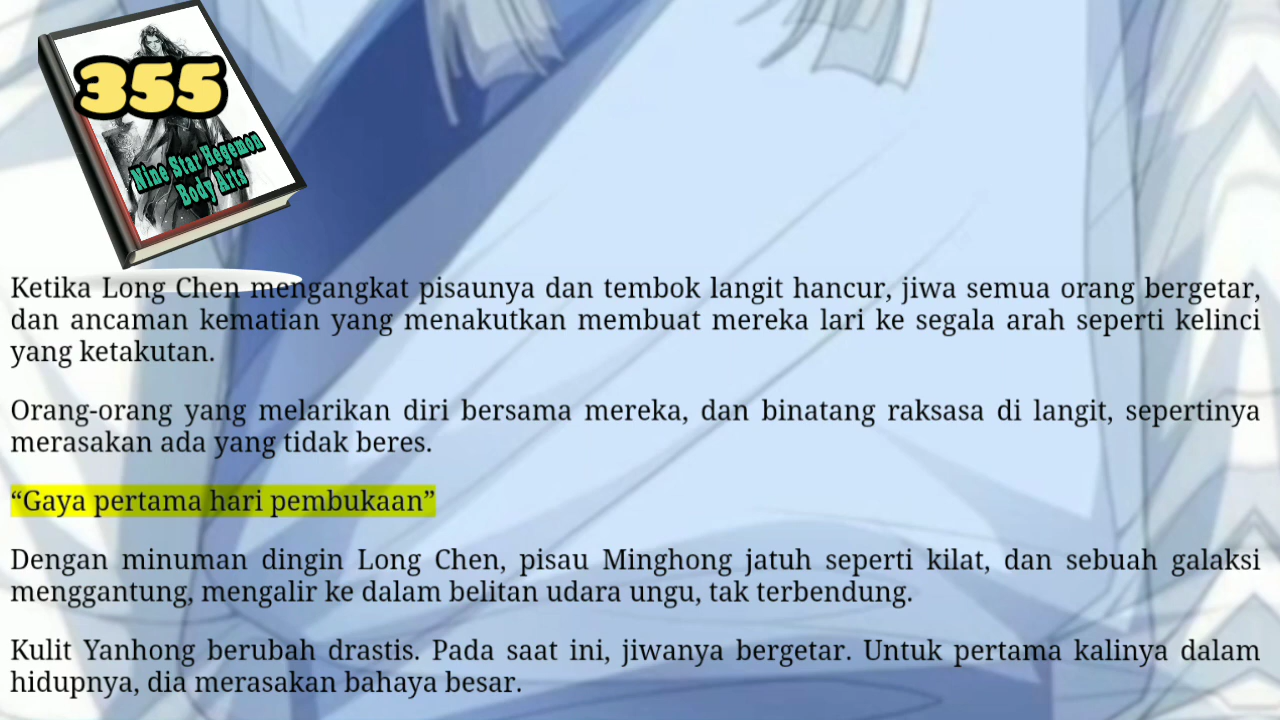 355
Nine Star Hegemon
Body Arts
Ketika Long Chen mengangkat pisaunya dan tembok langit hancur, jiwa semua orang bergetar,
dan ancaman kematian yang menakutkan membuat mereka lari ke segala arah seperti kelinci
yang ketakutan.
Orang-orang yang melarikan diri bersama mereka, dan binatang raksasa di langit, sepertinya
merasakan ada yang tidak beres.
“Gaya pertama hari pembukaan”
Dengan minuman dingin Long Chen, pisau Minghong jatuh seperti kilat, dan sebuah galaksi
menggantung, mengalir ke dalam belitan udara ungu, tak terbendung.
Kulit Yanhong berubah drastis. Pada saat ini, jiwanya bergetar. Untuk pertama kalinya dalam
hidupnya, dia merasakan bahaya besar.